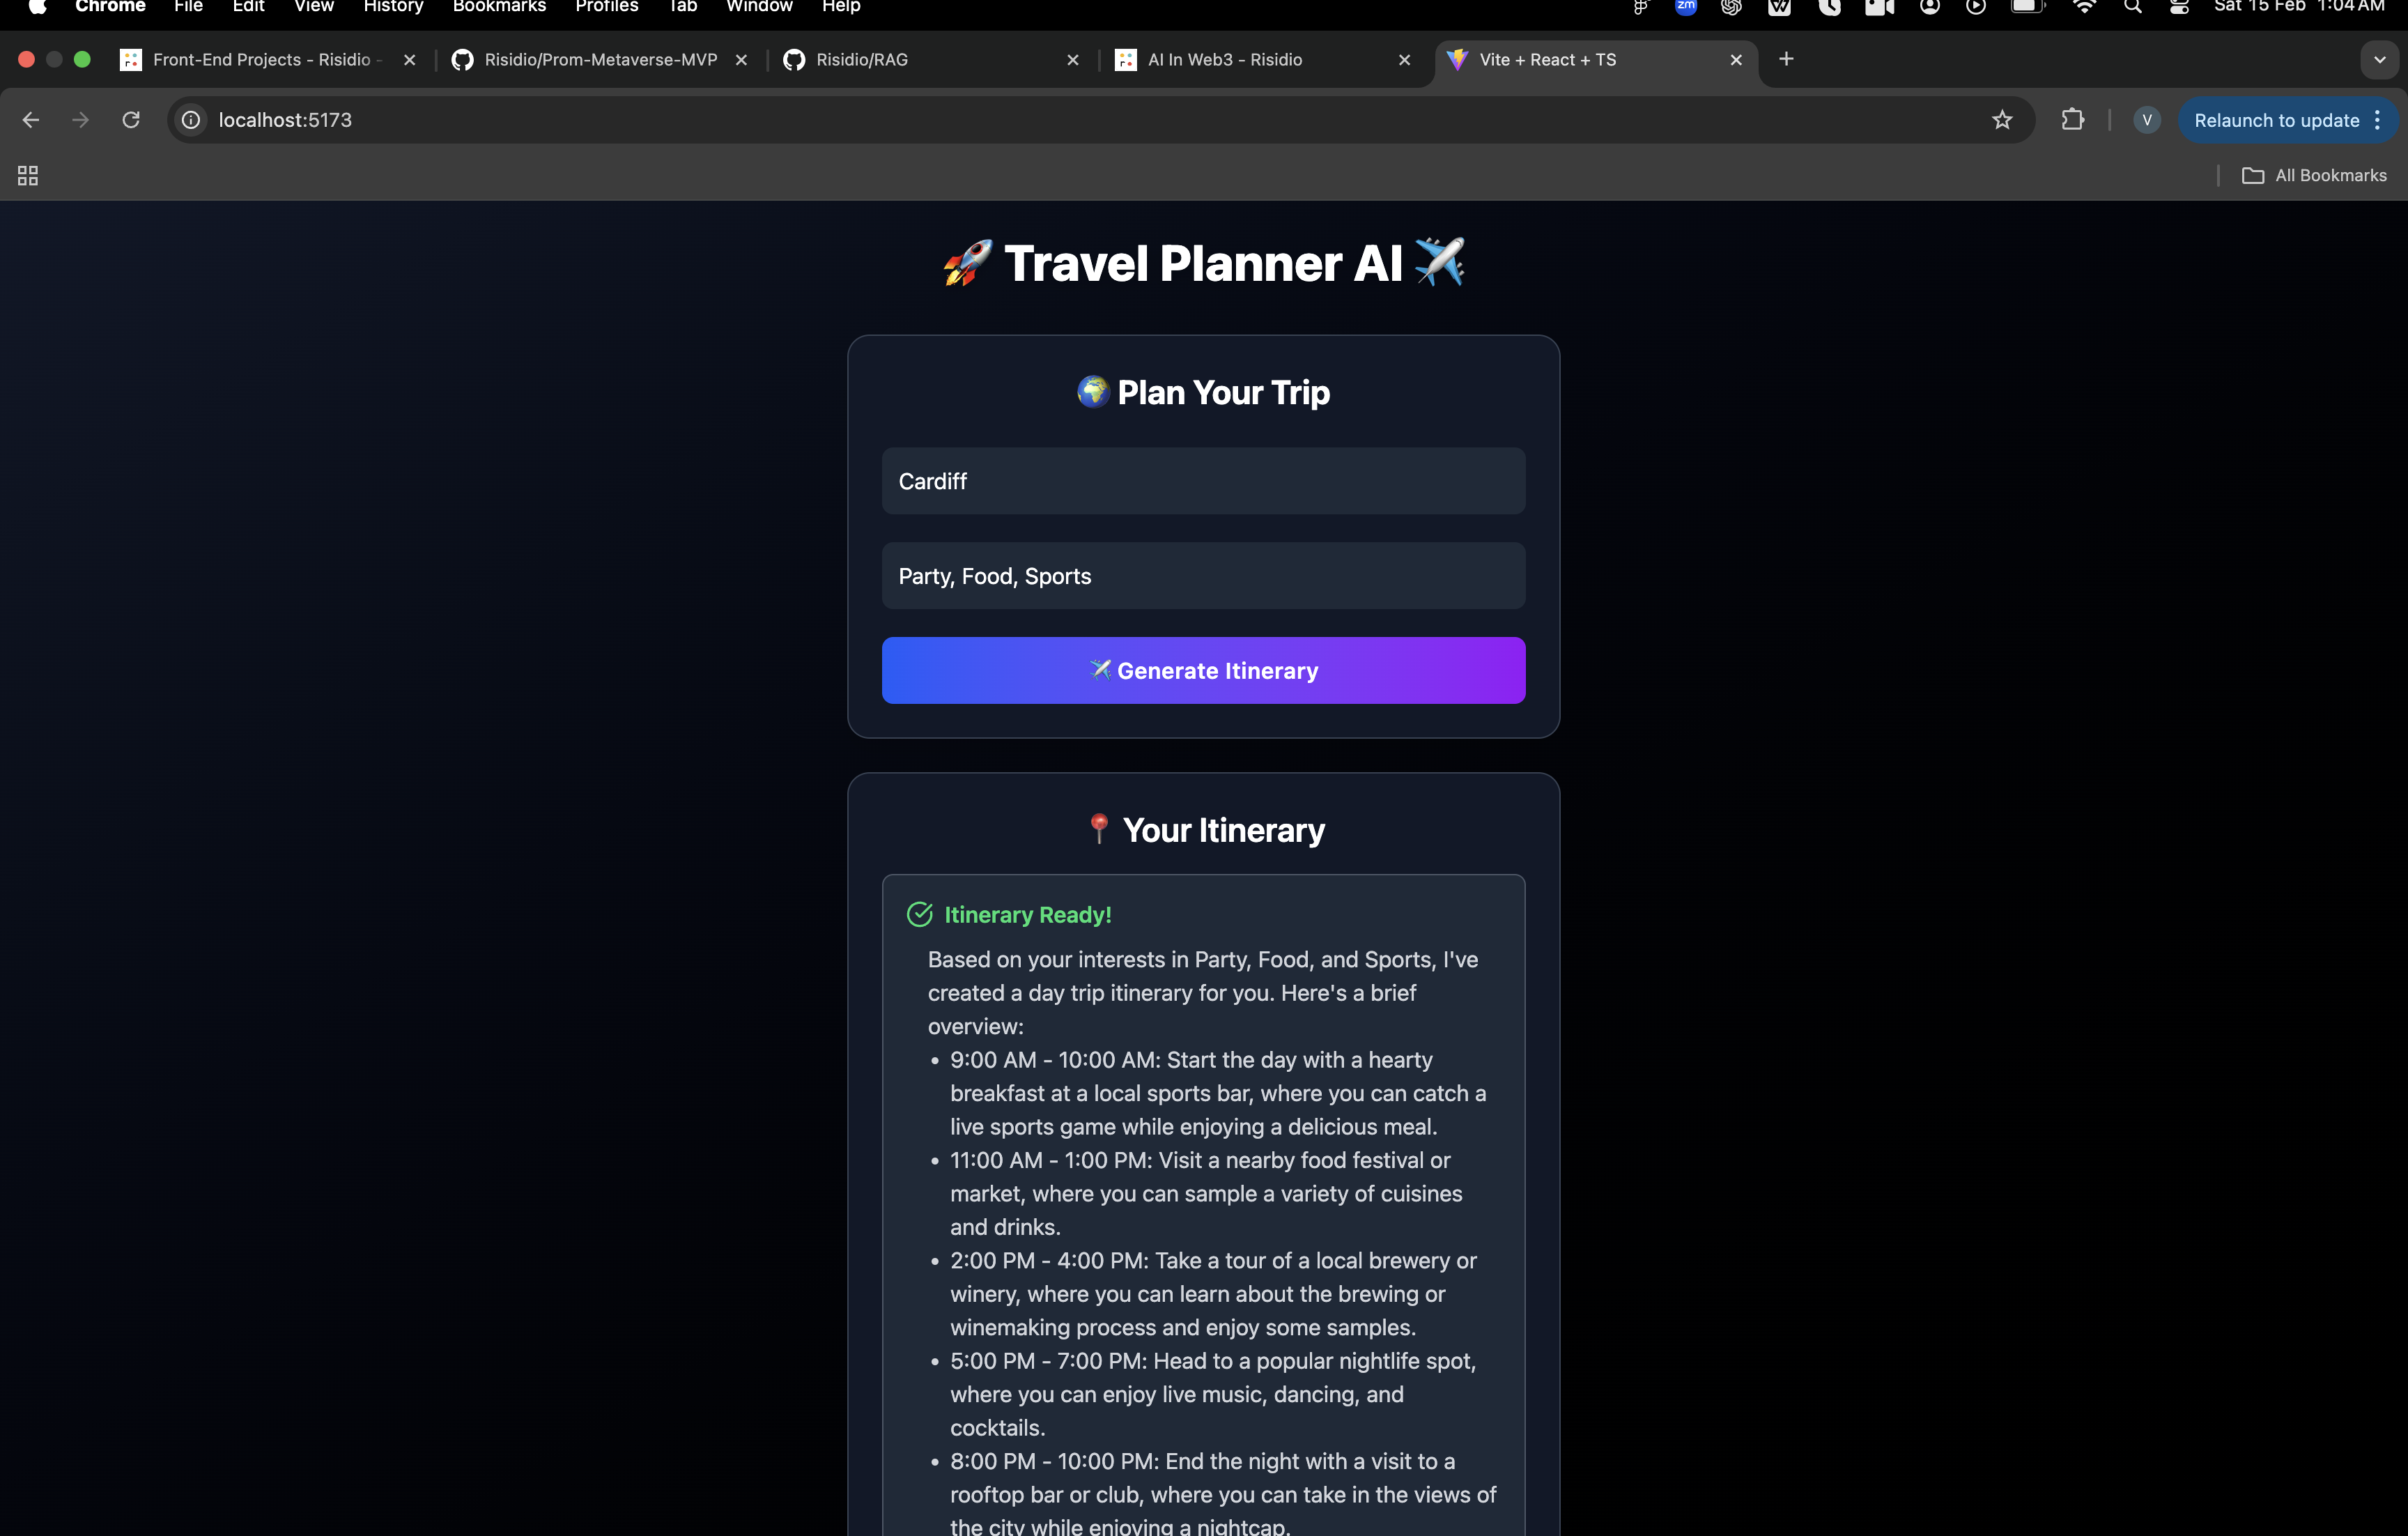 Chrome File Edit View History Bookmarks Profiles Tab Window Help zm Sat 15 Feb 1:04 AM
Front-End Projects - Risidio - Risidio/Prom-Metaverse-MVP Risidio/RAG AI In Web3 - Risidio Vite + React + TS
localhost:5173 V Relaunch to update
All Bookmarks
🚀 Travel Planner AI ✈️
🌍 Plan Your Trip
Cardiff
Party, Food, Sports
✈️ Generate Itinerary
📍 Your Itinerary
Itinerary Ready!
Based on your interests in Party, Food, and Sports, I've
created a day trip itinerary for you. Here's a brief
overview:
• 9:00 AM - 10:00 AM: Start the day with a hearty
breakfast at a local sports bar, where you can catch a
live sports game while enjoying a delicious meal.
• 11:00 AM - 1:00 PM: Visit a nearby food festival or
market, where you can sample a variety of cuisines
and drinks.
• 2:00 PM - 4:00 PM: Take a tour of a local brewery or
winery, where you can learn about the brewing or
winemaking process and enjoy some samples.
• 5:00 PM - 7:00 PM: Head to a popular nightlife spot,
where you can enjoy live music, dancing, and
cocktails.
• 8:00 PM - 10:00 PM: End the night with a visit to a
rooftop bar or club, where you can take in the views of
the city while enjoying a nightcap.